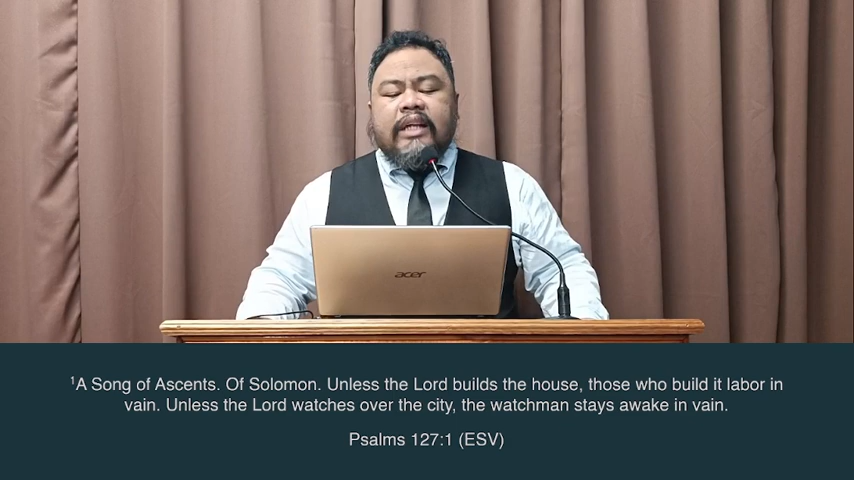 acer
¹A Song of Ascents. Of Solomon. Unless the Lord builds the house, those who build it labor in
vain. Unless the Lord watches over the city, the watchman stays awake in vain.
Psalms 127:1 (ESV)